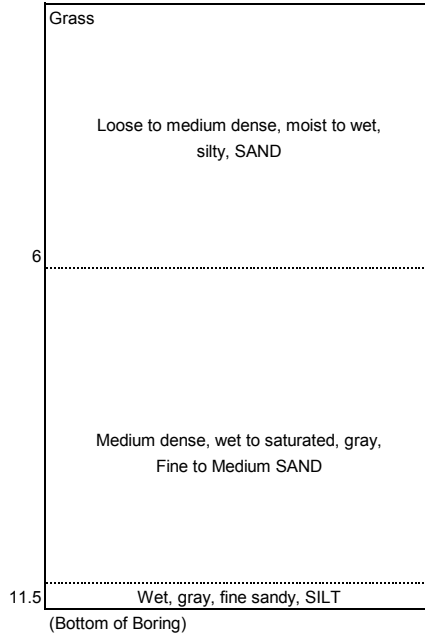 Grass
Loose to medium dense, moist to wet,
silty, SAND
6
Medium dense, wet to saturated, gray,
Fine to Medium SAND
11.5 Wet, gray, fine sandy, SILT
(Bottom of Boring)